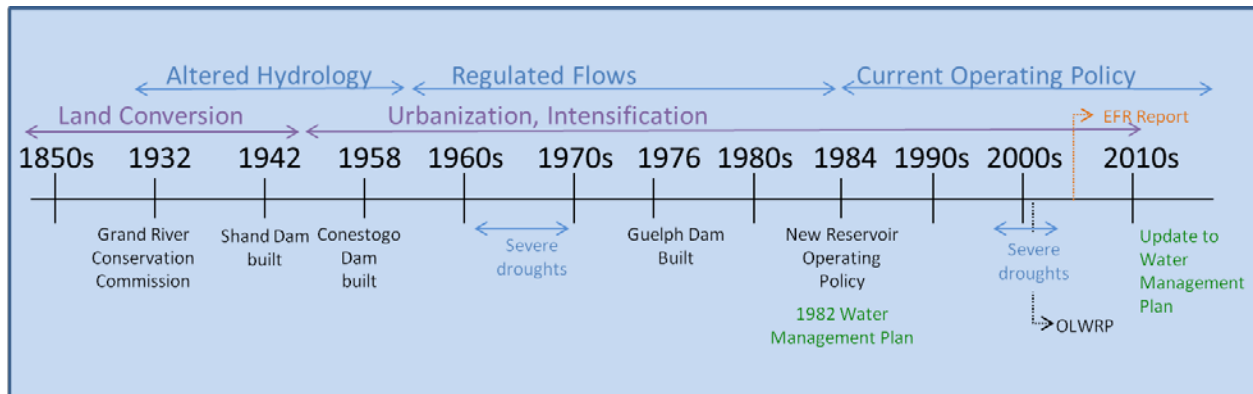 Altered Hydrology
Regulated Flows
Current Operating Policy
Land Conversion
Urbanization, Intensification
EFR Report
1850s
1932
1942
1958
1960s
1970s
1976
1980s
1984
1990s
2000s
2010s
Grand River
Conservation
Commission
Shand Dam
built
Conestogo
Dam
built
Severe
droughts
Guelph Dam
Built
New Reservoir
Operating
Policy
1982 Water
Management Plan
Severe
droughts
OLWRP
Update to
Water
Management
Plan